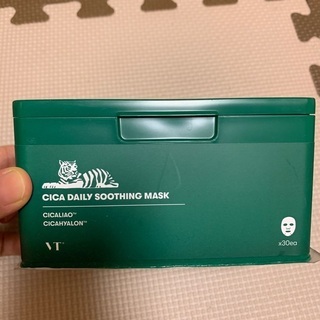 CICA DAILY SOOTHING MASK
CICALIAO™
CICAHYALON™
VT
x30ea